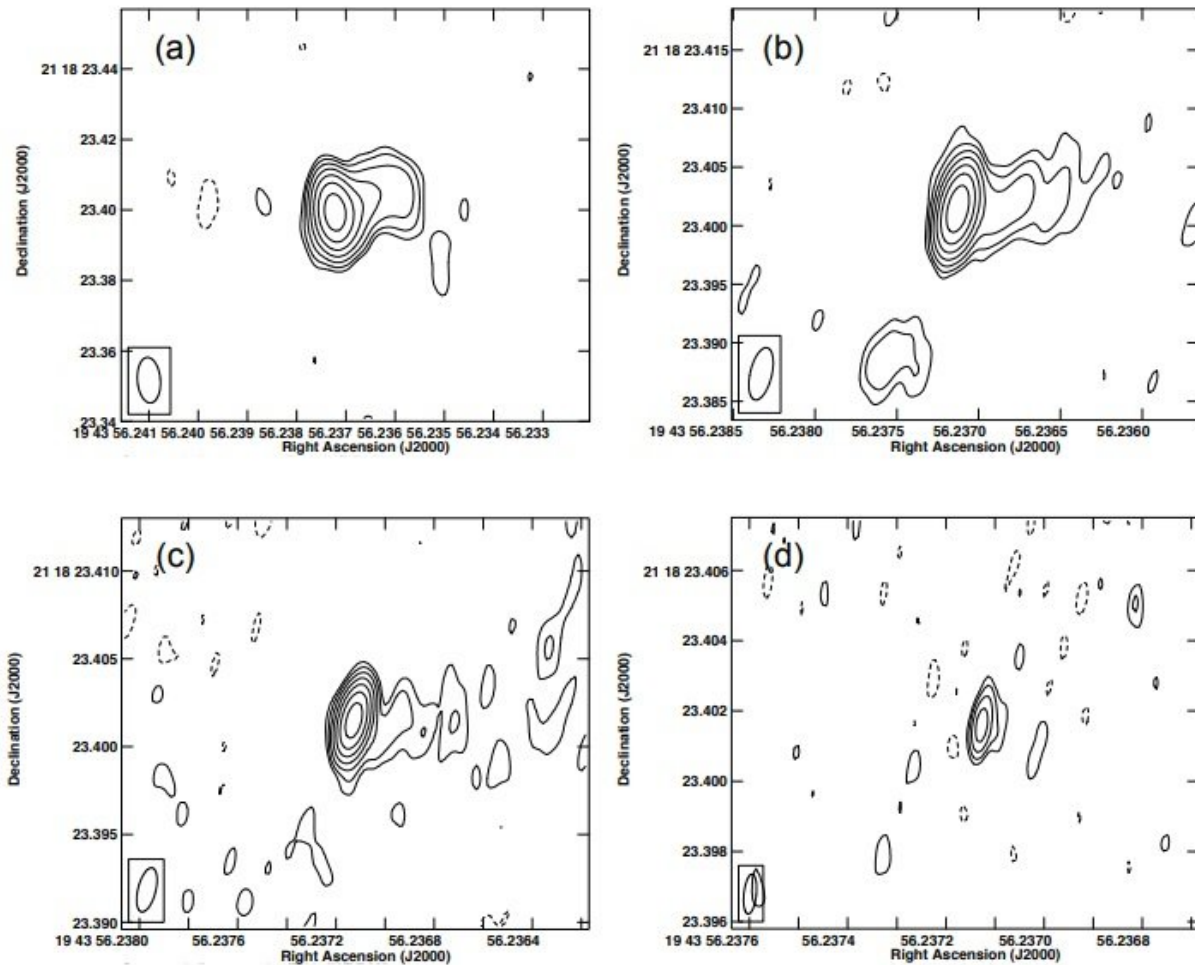 (a)
21 18 23.44
23.42
23.40
23.38
23.36
23.34
Declination (J2000)
19 43 56.241 56.240 56.239 56.238 56.237 56.236 56.235 56.234 56.233
Right Ascension (J2000)
(b)
21 18 23.415
23.410
23.405
23.400
23.395
23.390
23.385
Declination (J2000)
19 43 56.2385 56.2380 56.2375 56.2370 56.2365 56.2360
Right Ascension (J2000)
(c)
21 18 23.410
23.405
23.400
23.395
23.390
Declination (J2000)
19 43 56.2380 56.2376 56.2372 56.2368 56.2364
Right Ascension (J2000)
(d)
21 18 23.406
23.404
23.402
23.400
23.398
23.396
Declination (J2000)
19 43 56.2376 56.2374 56.2372 56.2370 56.2368
Right Ascension (J2000)